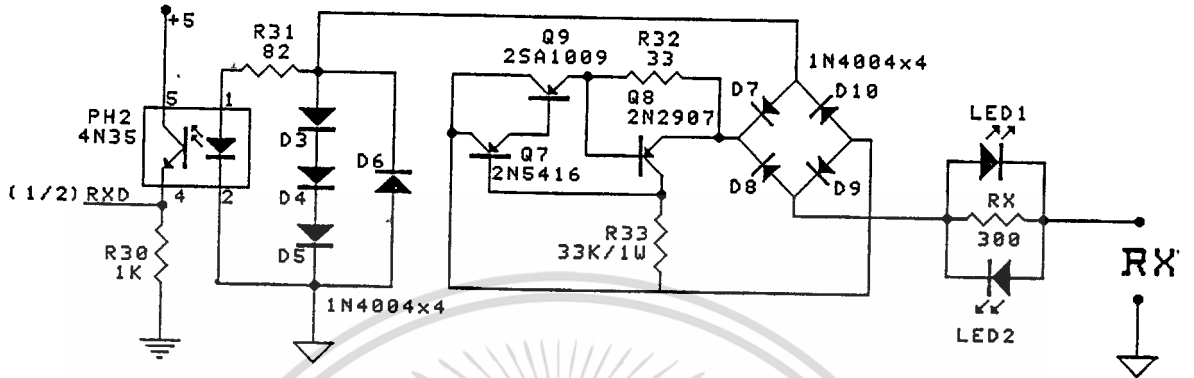 +5
R31
82
Q9
2SA1009
R32
33
1N4004x4
D7
D10
5
1
PH2
4N35
D3
Q8
2N2907
LED1
Q7
2N5416
D6
D8
D9
4
2
(1/2) RXD
D4
RX
300
R30
1K
D5
R33
33K/1W
RX
1N4004x4
LED2